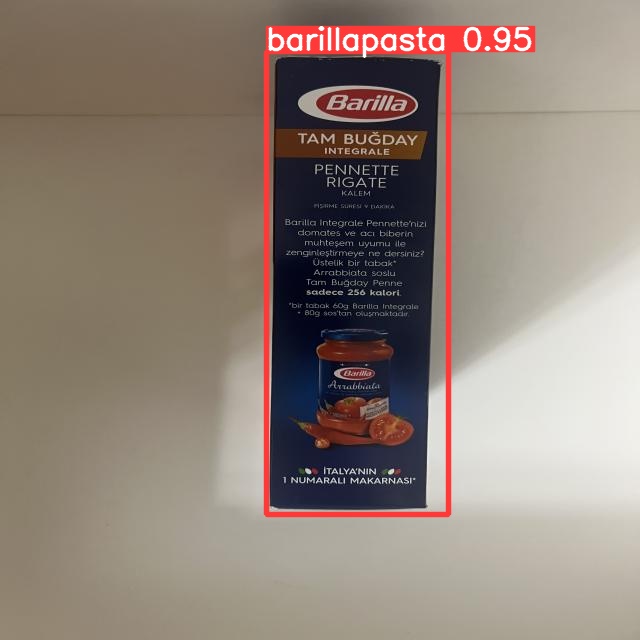 barillapasta 0.95
Barilla
TAM BUĞDAY
INTEGRALE
PENNETTE
RIGATE
KALEM
PİŞİRME SÜRESİ 9 DAKİKA
Barilla Integrale Pennette'nizi
domates ve acı biberin
muhteşem uyumu ile
zenginleştirmeye ne dersiniz?
Üstelik bir tabak*
Arrabbiata soslu
Tam Buğday Penne
sadece 256 kalori.
*bir tabak 60g Barilla Integrale
+ 80g sos'tan oluşmaktadır.
Barilla
Arrabbiata
İTALYA'NIN
1 NUMARALI MAKARNASI*